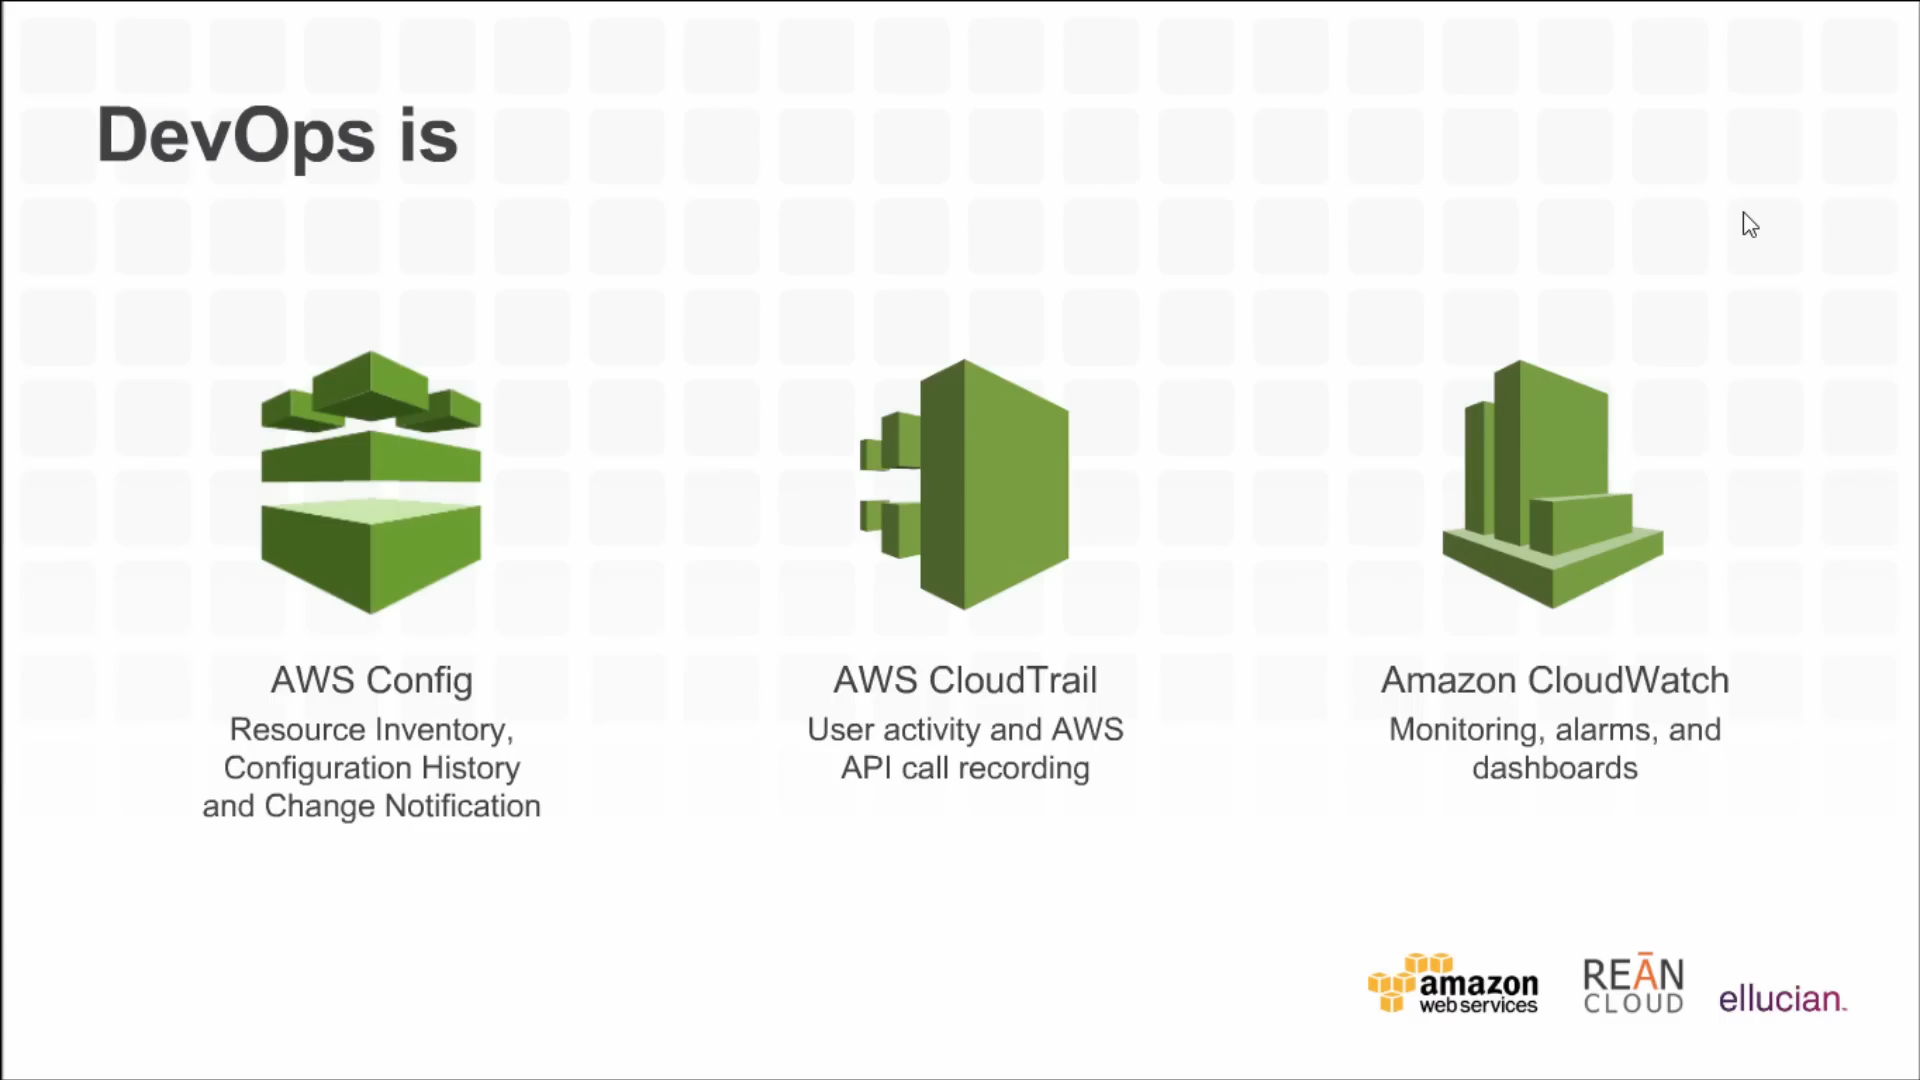 DevOps is
AWS Config
Resource Inventory,
Configuration History
and Change Notification
AWS CloudTrail
User activity and AWS
API call recording
Amazon CloudWatch
Monitoring, alarms, and
dashboards
amazon
web services
REĀN
CLOUD
ellucian